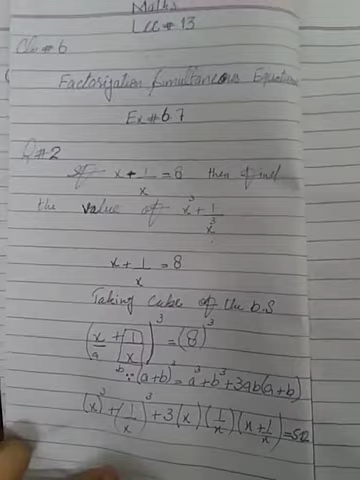 Maths
Lec # 13
Ch # 6
Factorization, Simultaneous Equation
Ex # 6.7
Q#2
If x + 1/x = 8 then find
the value of x³ + 1/x³
x + 1/x = 8
Taking Cube of the b.S
(x + 1/x)³ = (8)³
a b ∵ (a+b)³ = a³+b³+3ab(a+b)
(x)³ + (1/x)³ + 3(x)(1/x)(x + 1/x) = 512